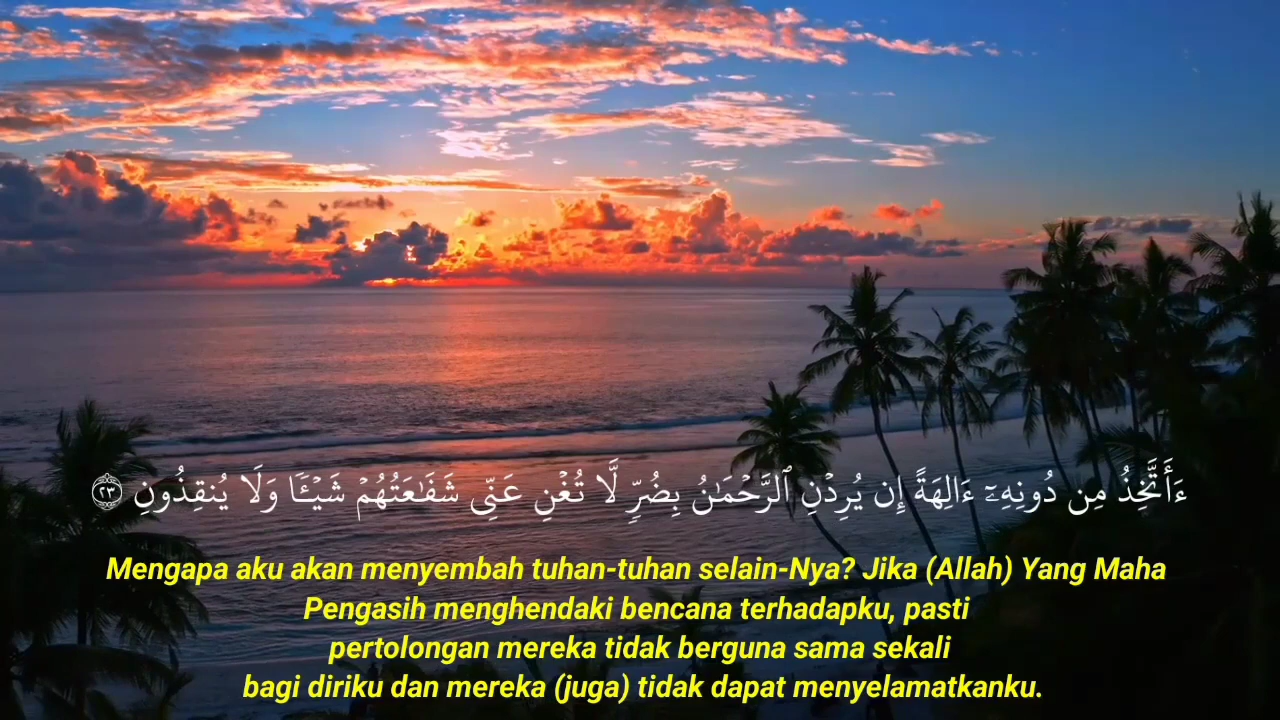 ءَأَتَّخِذُ مِن دُونِهِۦٓ ءَالِهَةً إِن يُرِدۡنِ ٱلرَّحۡمَٰنُ بِضُرّٖ لَّا تُغۡنِ عَنِّي شَفَٰعَتُهُمۡ شَيۡـٔٗا وَلَا يُنقِذُونِ ٢٣
Mengapa aku akan menyembah tuhan-tuhan selain-Nya? Jika (Allah) Yang Maha
Pengasih menghendaki bencana terhadapku, pasti
pertolongan mereka tidak berguna sama sekali
bagi diriku dan mereka (juga) tidak dapat menyelamatkanku.